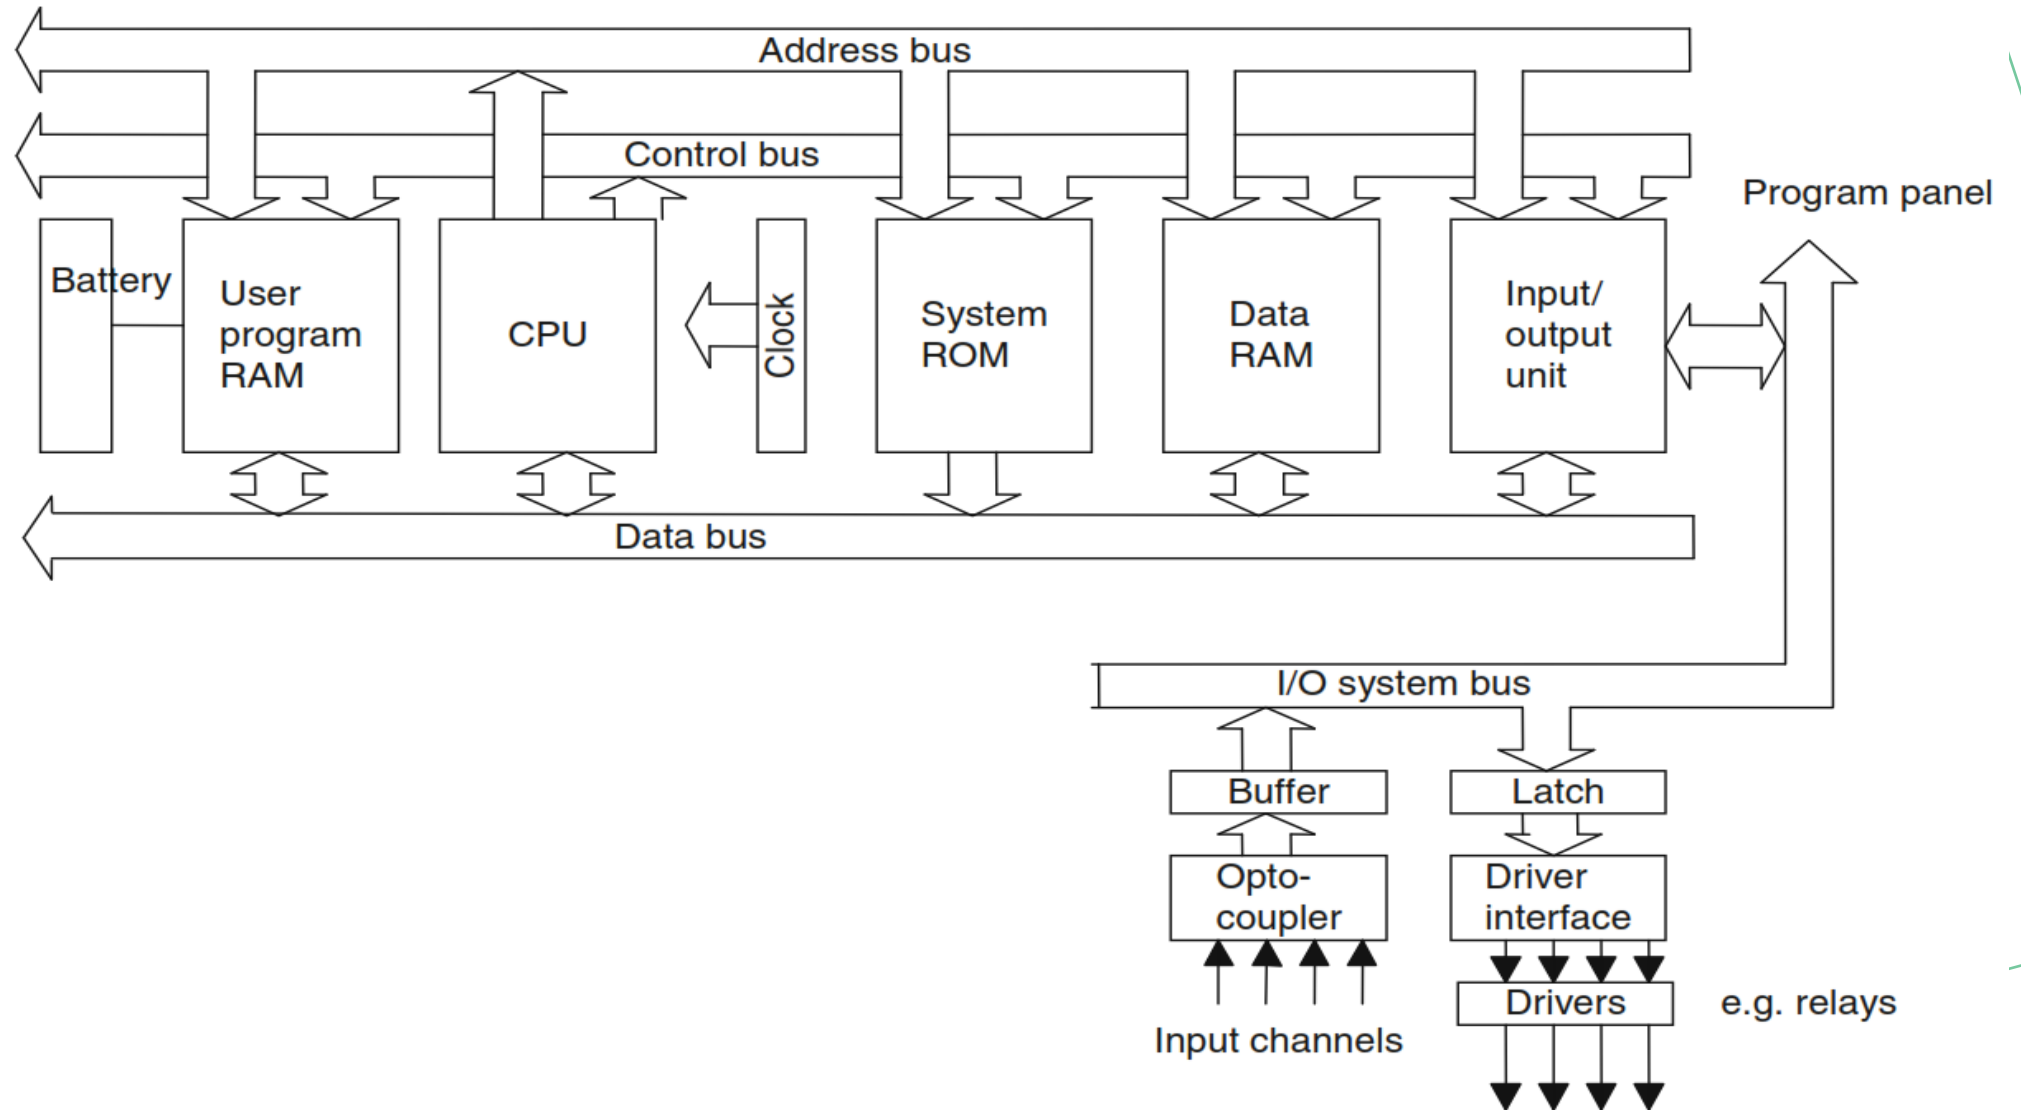 Address bus
Control bus
Program panel
Battery
User
program
RAM
CPU
Clock
System
ROM
Data
RAM
Input/
output
unit
Data bus
I/O system bus
Buffer
Latch
Opto-
coupler
Driver
interface
Drivers
e.g. relays
Input channels